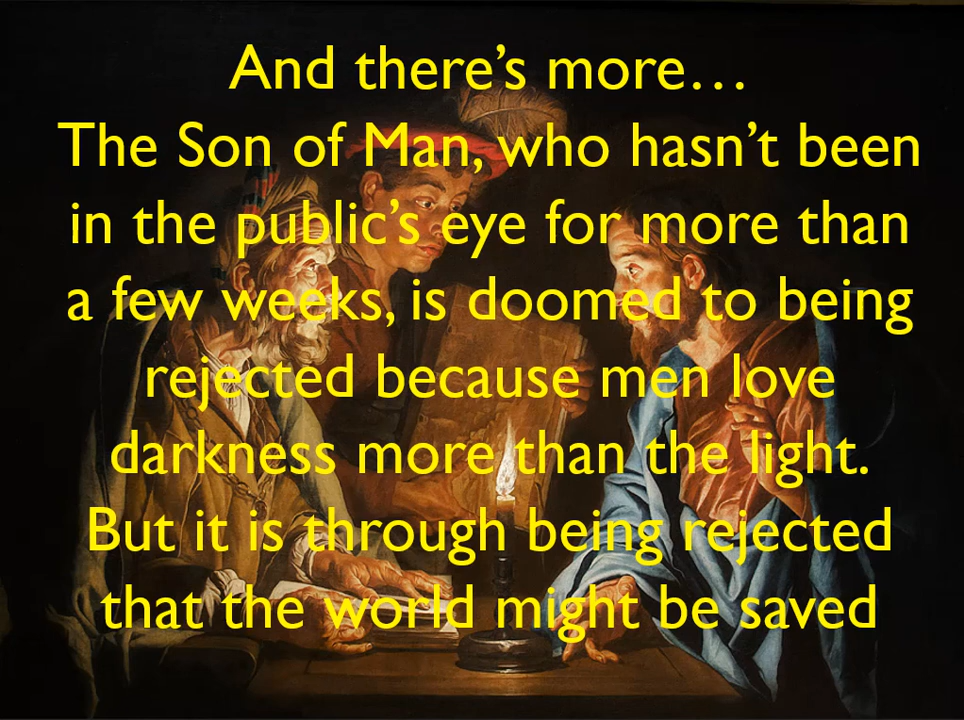 And there’s more…
The Son of Man, who hasn’t been
in the public’s eye for more than
a few weeks, is doomed to being
rejected because men love
darkness more than the light.
But it is through being rejected
that the world might be saved